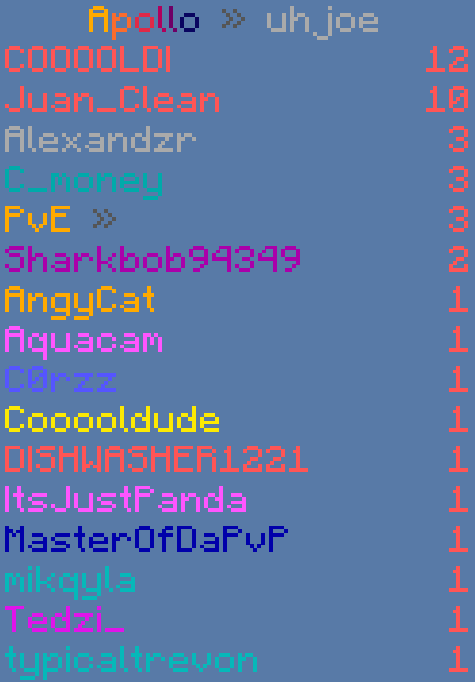 Apollo » uh_joe
COOOOLDI 12
Juan_Clean 10
Alexandzr 3
C_money 3
PvE » 3
Sharkbob94349 2
AngyCat 1
Aquacam 1
C0rzz 1
Cooooldude 1
DISHWASHER1221 1
ItsJustPanda 1
MasterOfDaPvP 1
mikqyla 1
Tedzi_ 1
typicaltrevon 1